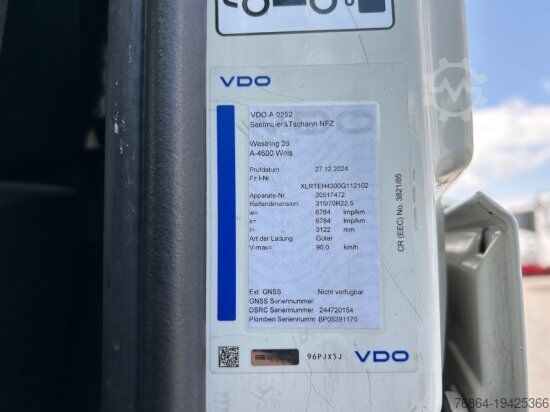 VDO
VDO A 0252
Seelmaier&Tschann NFZ
Westring 26
A-4600 Wels
Prüfdatum 27.12.2024
Fz I-Nr
XLRTEH4300G112102
Apparate-Nr 20517472
Reifendimension: 315/70R22,5
w= 6784 Imp/km
k= 6784 Imp/km
l= 3122 mm
Art der Ladung Güter
V-max= 90,0 km/h
Ext. GNSS Nicht verfügbar
GNSS Seriennummer
DSRC Seriennumm 244720154
Plomben Seriennum BP05391170
CR (EEC) No. 3821/85
96PJX5J
VDO
76864-19425366